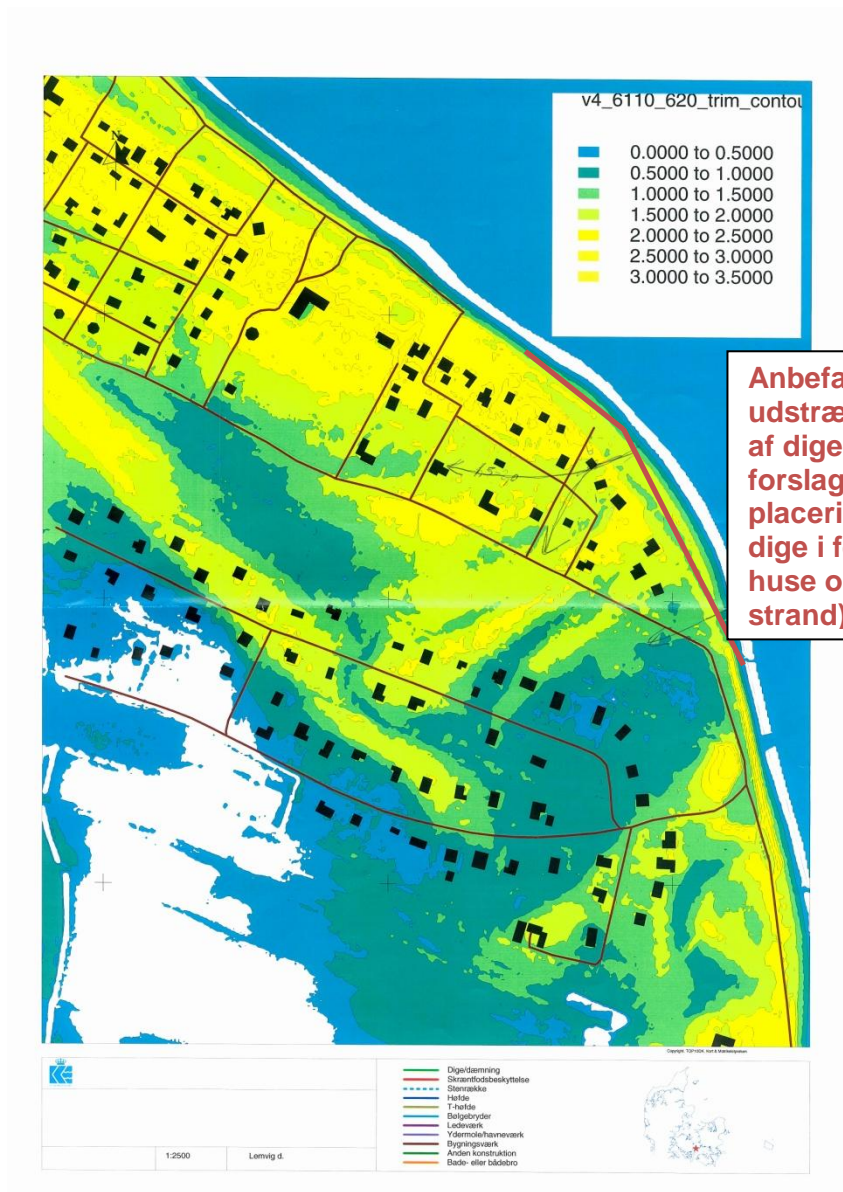 v4_6110_620_trim_contou
0.0000 to 0.5000
0.5000 to 1.0000
1.0000 to 1.5000
1.5000 to 2.0000
2.0000 to 2.5000
2.5000 to 3.0000
3.0000 to 3.5000
N
Anbefa
udstræ
af dige
forslag
placeri
dige i f
huse o
strand)
Dige/dæmning
Skræntfodsbeskyttelse
Stenrække
Høfde
T-høfde
Bølgebryder
Ledeværk
Ydermole/havneværk
Bygningsværk
Anden konstruktion
Bade- eller bådebro
1:2500 Lemvig d.